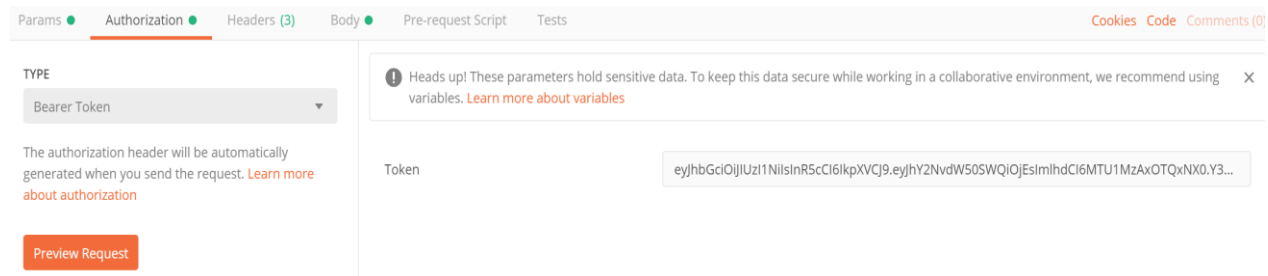 Params Authorization Headers (3) Body Pre-request Script Tests Cookies Code Comments (0)
TYPE
Bearer Token
The authorization header will be automatically
generated when you send the request. Learn more
about authorization
Preview Request
Heads up! These parameters hold sensitive data. To keep this data secure while working in a collaborative environment, we recommend using
variables. Learn more about variables
Token
eyJhbGciOiJIUzI1NiIsInR5cCI6IkpXVCJ9.eyJhY2NvdW50SWQiOjEsImlhdCI6MTU1MzAxOTQxNX0.Y3...